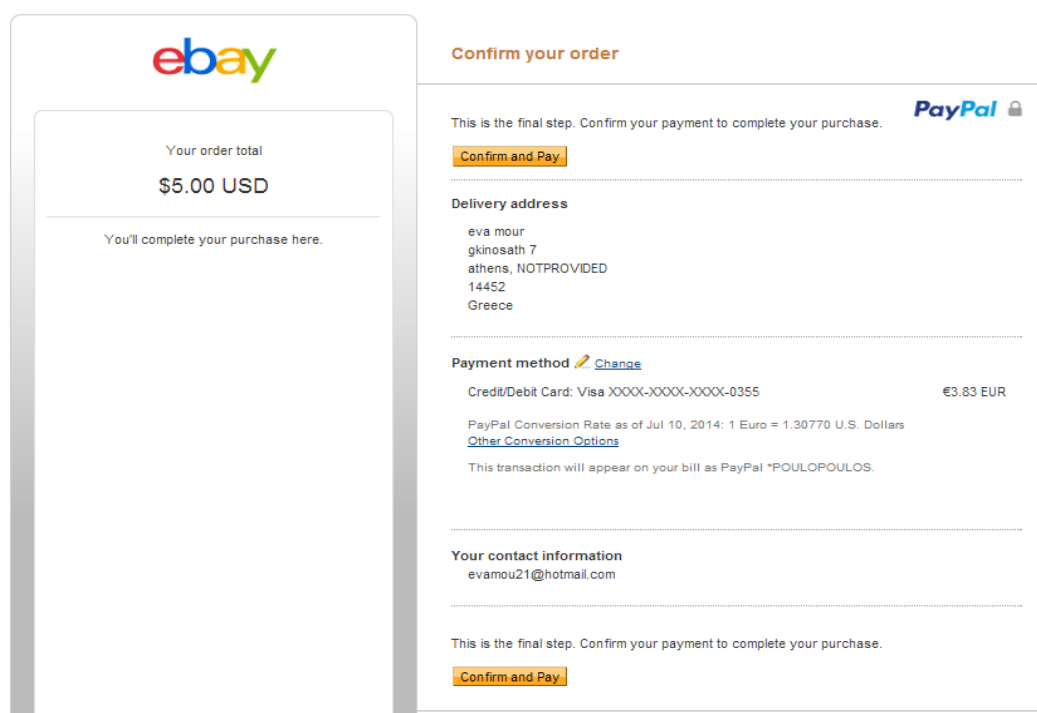 ebay
Your order total
$5.00 USD
You'll complete your purchase here.
Confirm your order
PayPal
This is the final step. Confirm your payment to complete your purchase.
Confirm and Pay
Delivery address
eva mour
gkinosath 7
athens, NOTPROVIDED
14452
Greece
Payment method Change
Credit/Debit Card: Visa XXXX-XXXX-XXXX-0355 €3.83 EUR
PayPal Conversion Rate as of Jul 10, 2014: 1 Euro = 1.30770 U.S. Dollars
Other Conversion Options
This transaction will appear on your bill as PayPal *POULOPOULOS.
Your contact information
evamou21@hotmail.com
This is the final step. Confirm your payment to complete your purchase.
Confirm and Pay